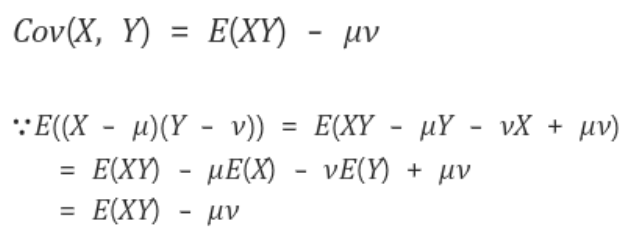 Cov(X, Y) = E(XY) - μν
∵E((X - μ)(Y - ν)) = E(XY - μY - νX + μν)
= E(XY) - μE(X) - νE(Y) + μν
= E(XY) - μν